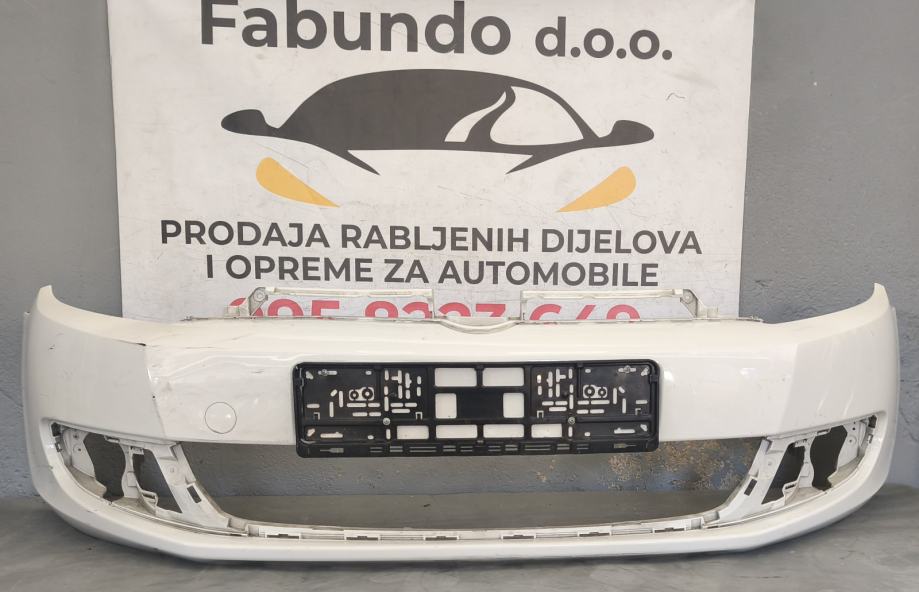 Fabundo d.o.o.
PRODAJA RABLJENIH DIJELOVA
I OPREME ZA AUTOMOBILE